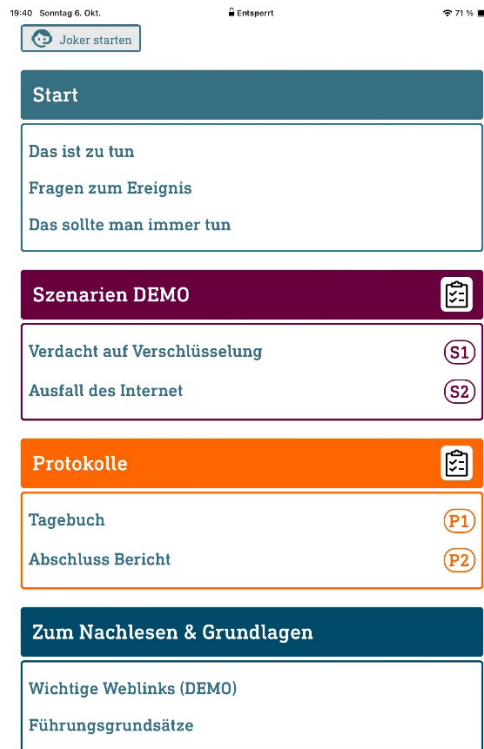 19:40 Sonntag 6. Okt. Entsperrt 71 %
Joker starten
Start
Das ist zu tun
Fragen zum Ereignis
Das sollte man immer tun
Szenarien DEMO
Verdacht auf Verschlüsselung S1
Ausfall des Internet S2
Protokolle
Tagebuch P1
Abschluss Bericht P2
Zum Nachlesen & Grundlagen
Wichtige Weblinks (DEMO)
Führungsgrundsätze